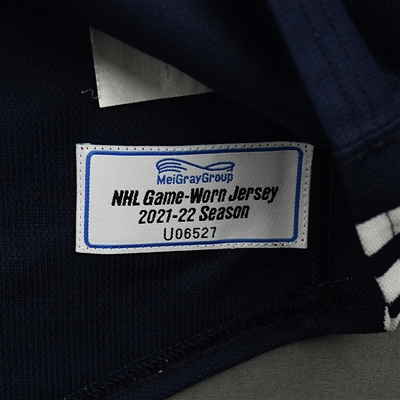 MeiGrayGroup
NHL Game-Worn Jersey
2021-22 Season
U06527